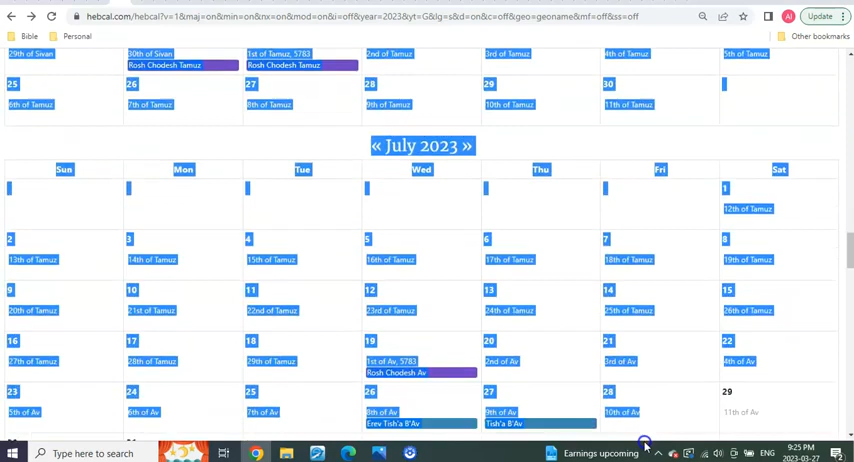 hebcal.com/hebcal?v=1&maj=on&min=on&nx=on&mod=on&i=off&year=2023&yt=G&lg=s&d=on&c=off&geo=geoname&mf=off&ss=off
AI
Update
Bible
Personal
Other bookmarks
29th of Sivan 30th of Sivan 1st of Tamuz, 5783 2nd of Tamuz 3rd of Tamuz 4th of Tamuz 5th of Tamuz
Rosh Chodesh Tamuz Rosh Chodesh Tamuz
25 26 27 28 29 30
6th of Tamuz 7th of Tamuz 8th of Tamuz 9th of Tamuz 10th of Tamuz 11th of Tamuz
« July 2023 »
Sun Mon Tue Wed Thu Fri Sat
1
12th of Tamuz
2 3 4 5 6 7 8
13th of Tamuz 14th of Tamuz 15th of Tamuz 16th of Tamuz 17th of Tamuz 18th of Tamuz 19th of Tamuz
9 10 11 12 13 14 15
20th of Tamuz 21st of Tamuz 22nd of Tamuz 23rd of Tamuz 24th of Tamuz 25th of Tamuz 26th of Tamuz
16 17 18 19 20 21 22
27th of Tamuz 28th of Tamuz 29th of Tamuz 1st of Av, 5783 2nd of Av 3rd of Av 4th of Av
Rosh Chodesh Av
23 24 25 26 27 28 29
5th of Av 6th of Av 7th of Av 8th of Av 9th of Av 10th of Av 11th of Av
Erev Tish'a B'Av Tish'a B'Av
Type here to search
Earnings upcoming
ENG
9:25 PM
2023-03-27
2